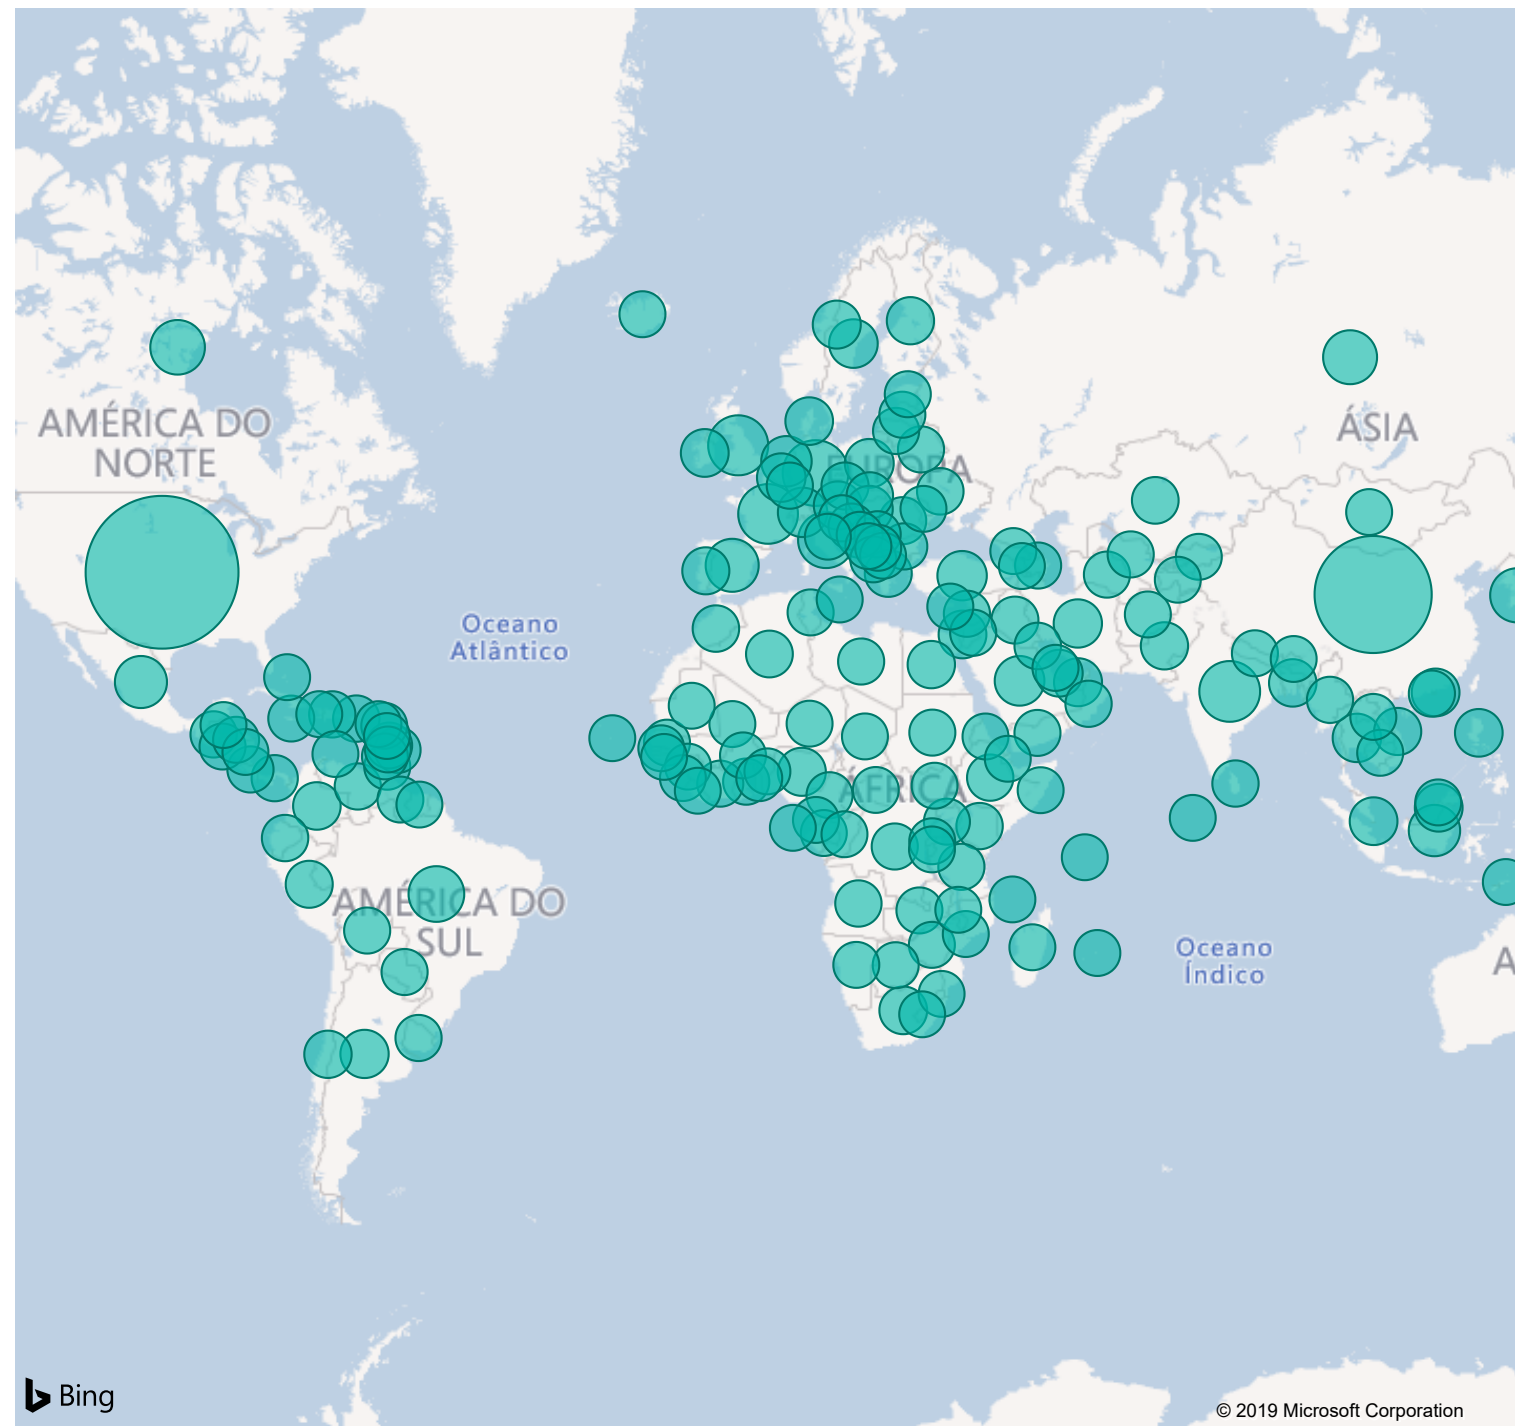 AMÉRICA DO
NORTE
EUROPA
ÁSIA
Oceano
Atlântico
ÁFRICA
AMÉRICA DO
SUL
Oceano
Índico
A
Bing
© 2019 Microsoft Corporation